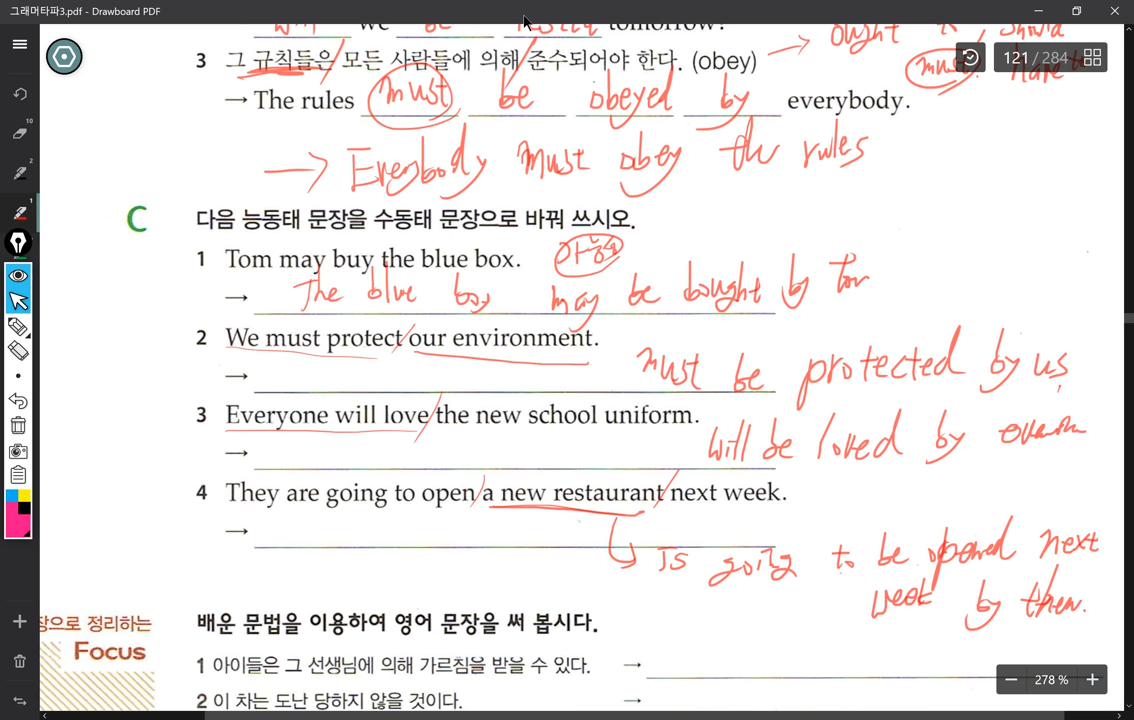 그래머타파3.pdf - Drawboard PDF
will we be tomorrow?
ought to / should
3 그 규칙들은 모든 사람들에 의해 준수되어야 한다. (obey)
must have to
121 / 284
→ The rules must be obeyed by everybody.
→ Everybody must obey the rules
C 다음 능동태 문장을 수동태 문장으로 바꿔 쓰시오.
1 Tom may buy the blue box.
→ The blue box may be bought by Tom
2 We must protect our environment.
→ must be protected by us
3 Everyone will love the new school uniform.
→ will be loved by
4 They are going to open a new restaurant next week.
→ Is going to be opened next
week by them.
장으로 정리하는
Focus
배운 문법을 이용하여 영어 문장을 써 봅시다.
1 아이들은 그 선생님에 의해 가르침을 받을 수 있다. →
2 이 차는 도난 당하지 않을 것이다. →
278 %
10
2
1